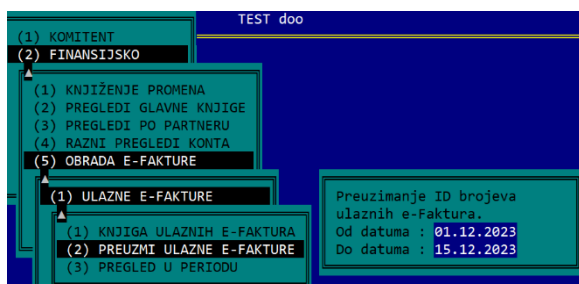 TEST doo
(1) KOMITENT
(2) FINANSIJSKO
(1) KNJIŽENJE PROMENA
(2) PREGLEDI GLAVNE KNJIGE
(3) PREGLEDI PO PARTNERU
(4) RAZNI PREGLEDI KONTA
(5) OBRADA E-FAKTURE
(1) ULAZNE E-FAKTURE
(1) KNJIGA ULAZNIH E-FAKTURA
(2) PREUZMI ULAZNE E-FAKTURE
(3) PREGLED U PERIODU
Preuzimanje ID brojeva
ulaznih e-Faktura.
Od datuma : 01.12.2023
Do datuma : 15.12.2023